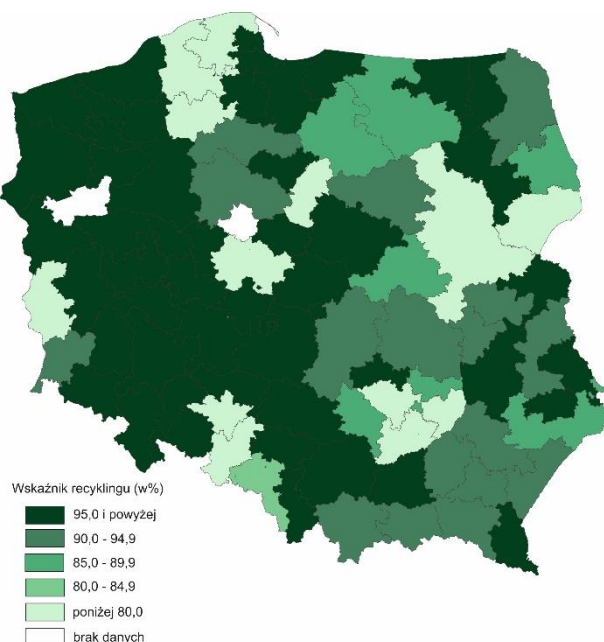 Wskaźnik recyklingu (w%)
95,0 i powyżej
90,0 - 94,9
85,0 - 89,9
80,0 - 84,9
poniżej 80,0
brak danych